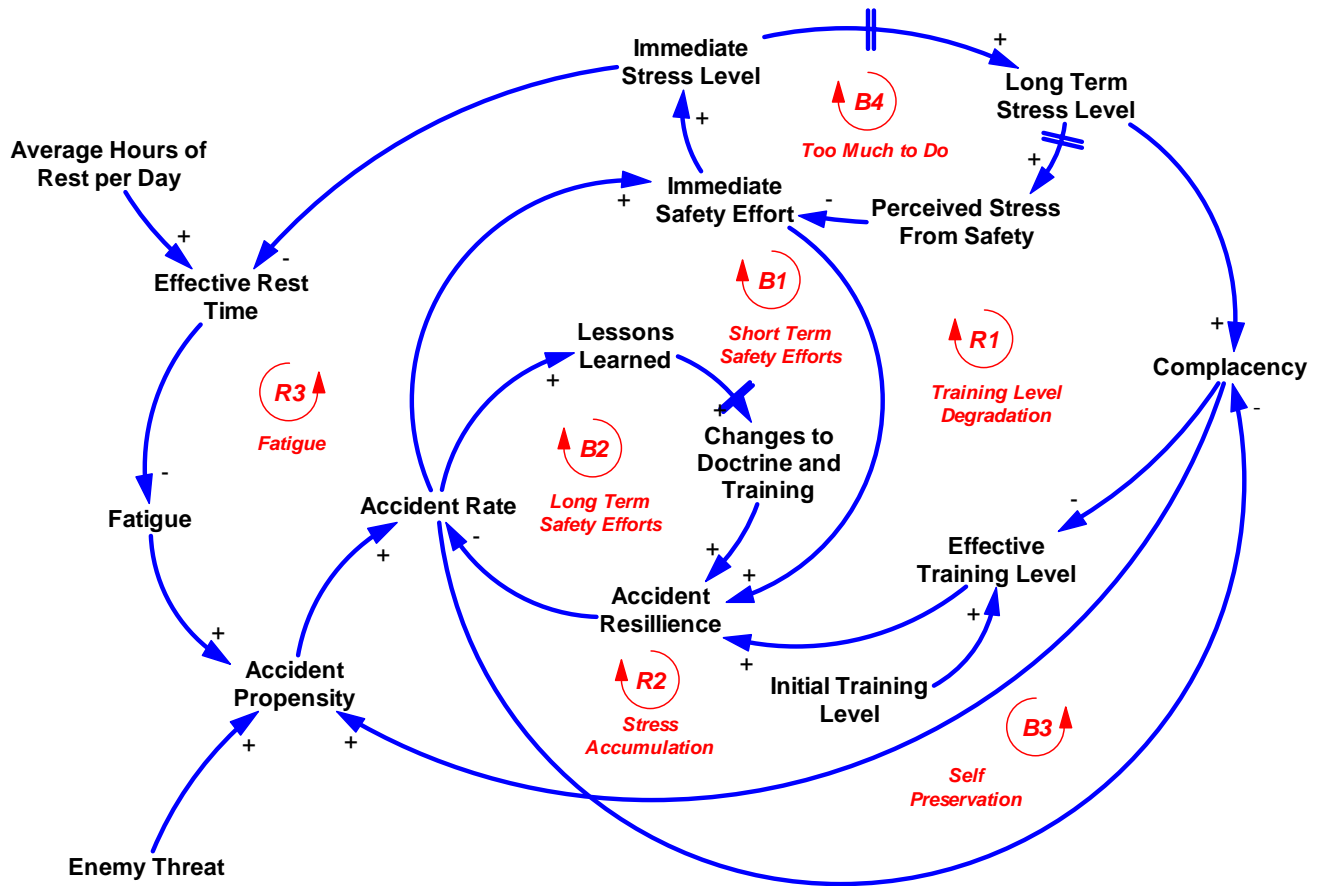 Immediate
Stress Level
+
+
B4
Too Much to Do
Long Term
Stress Level
+
Average Hours of
Rest per Day
+
-
Immediate
Safety Effort
+
-
Perceived Stress
From Safety
Effective Rest
Time
B1
Short Term
Safety Efforts
R1
Training Level
Degradation
+
Complacency
-
Lessons
Learned
+
+
R3
Fatigue
Changes to
Doctrine and
Training
B2
Long Term
Safety Efforts
-
Fatigue
Accident Rate
+
-
+
+
-
Effective
Training Level
+
Accident
Resillience
+
+
Accident
Propensity
+
+
R2
Stress
Accumulation
Initial Training
Level
B3
Self
Preservation
Enemy Threat